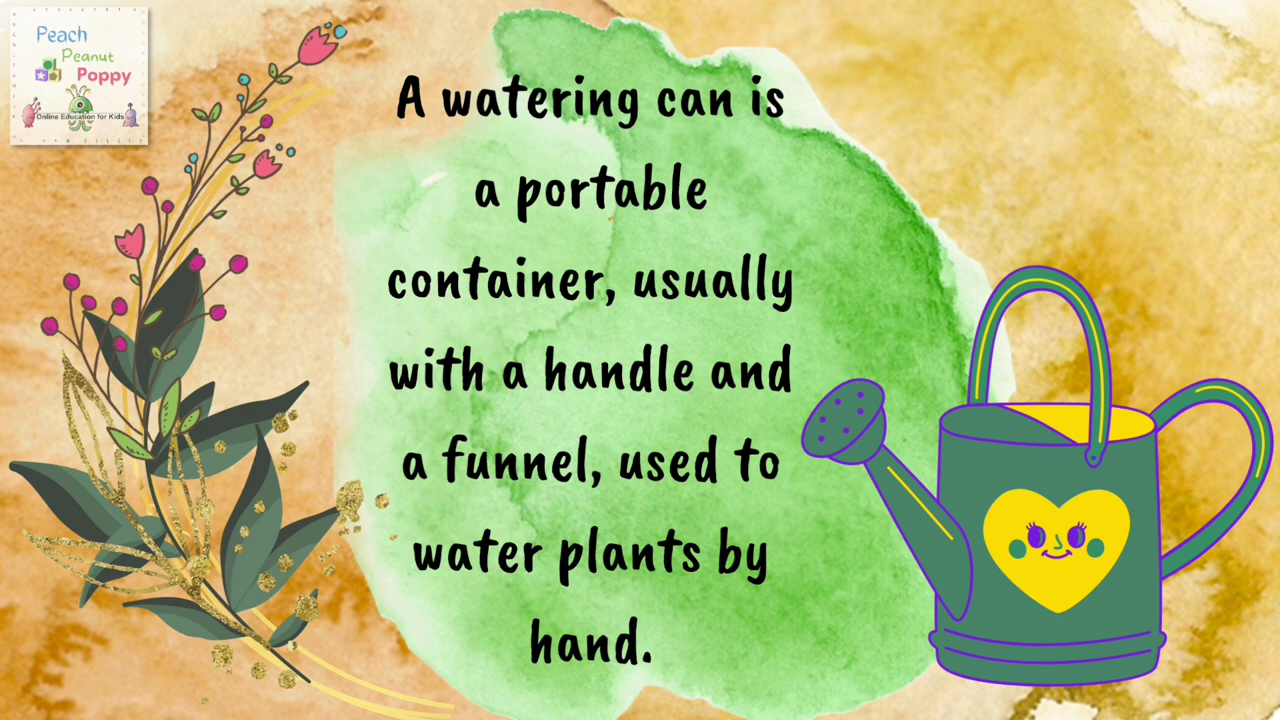 Peach
Peanut
Poppy
Online Education for Kids
A watering can is
a portable
container, usually
with a handle and
a funnel, used to
water plants by
hand.